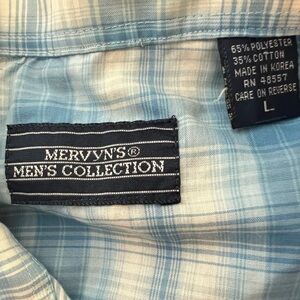 MERVYN'S®
MEN'S COLLECTION
65% POLYESTER
35% COTTON
MADE IN KOREA
RN 48557
CARE ON REVERSE
L